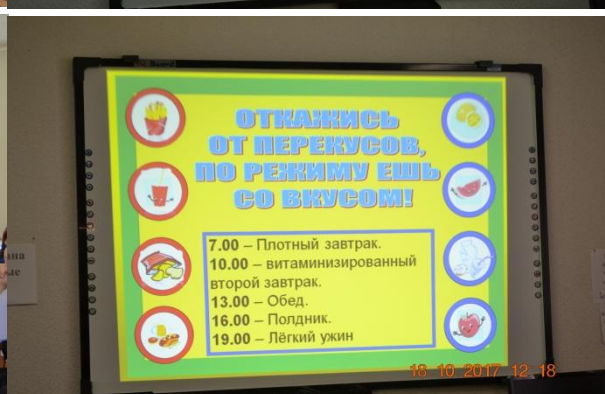 ОТКАЖИСЬ
ОТ ПЕРЕКУСОВ,
ПО РЕЖИМУ ЕШЬ
СО ВКУСОМ!
7.00 – Плотный завтрак.
10.00 – витаминизированный
второй завтрак.
13.00 – Обед.
16.00 – Полдник.
19.00 – Лёгкий ужин
18 10 2017 12 18